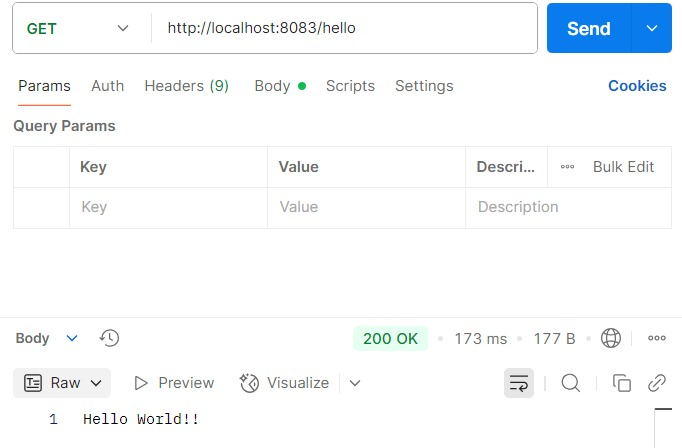 GET http://localhost:8083/hello Send
Params Auth Headers (9) Body Scripts Settings Cookies
Query Params
Key Value Descri... Bulk Edit
Key Value Description
Body 200 OK 173 ms 177 B
Raw Preview Visualize
1 Hello World!!